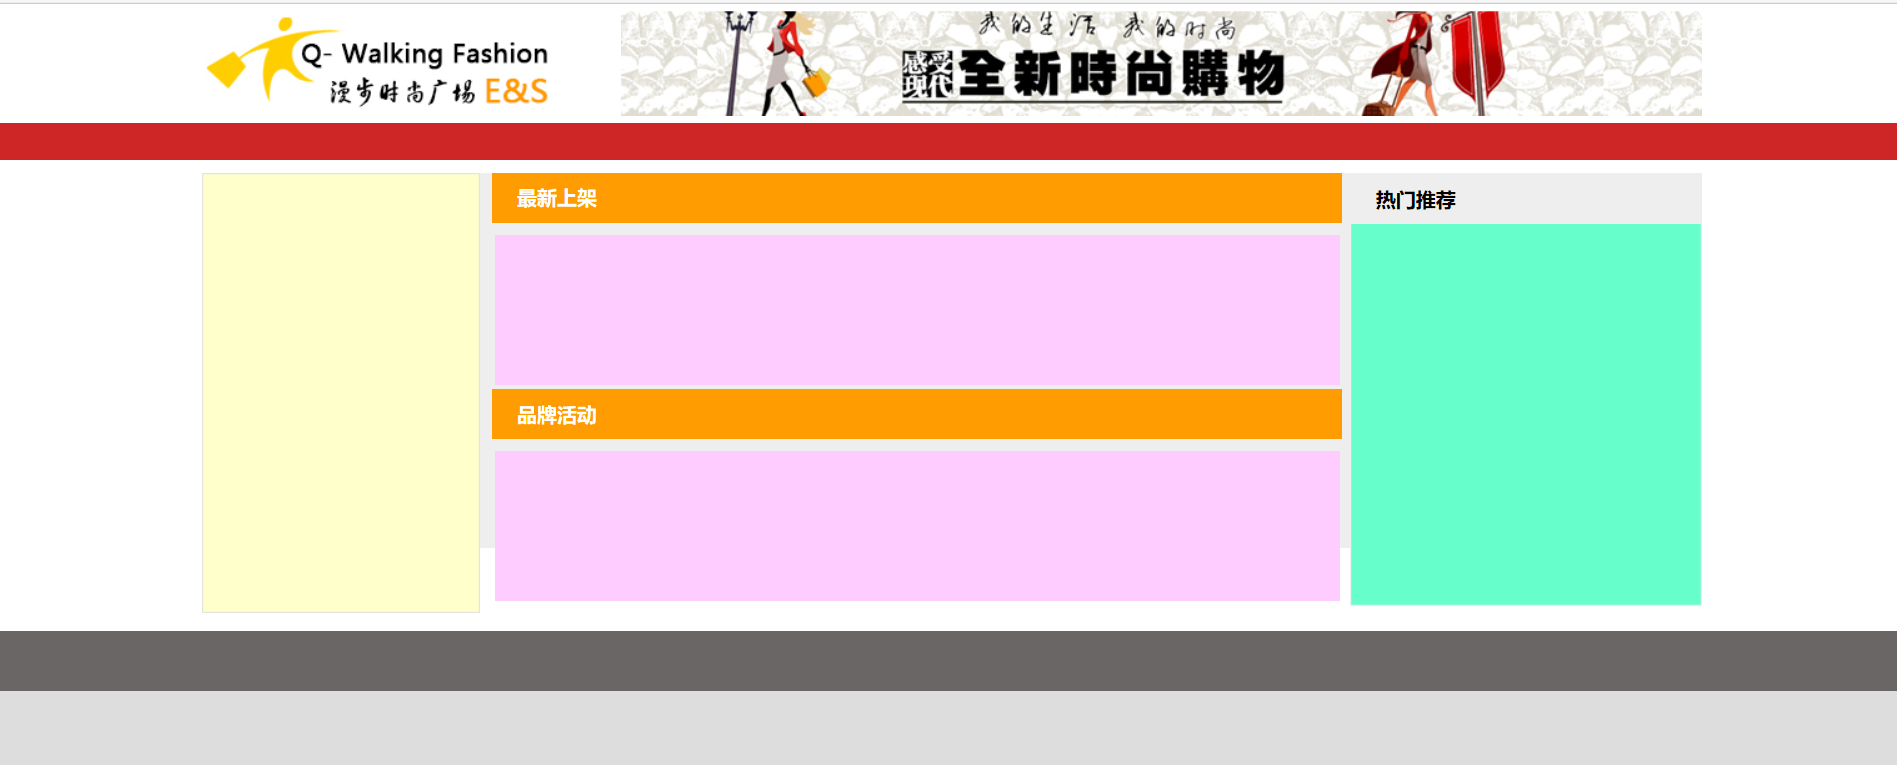 Q- Walking Fashion
漫步时尚广场 E&S
我的生活 我的时尚
感受现代 全新時尚購物
最新上架
热门推荐
品牌活动